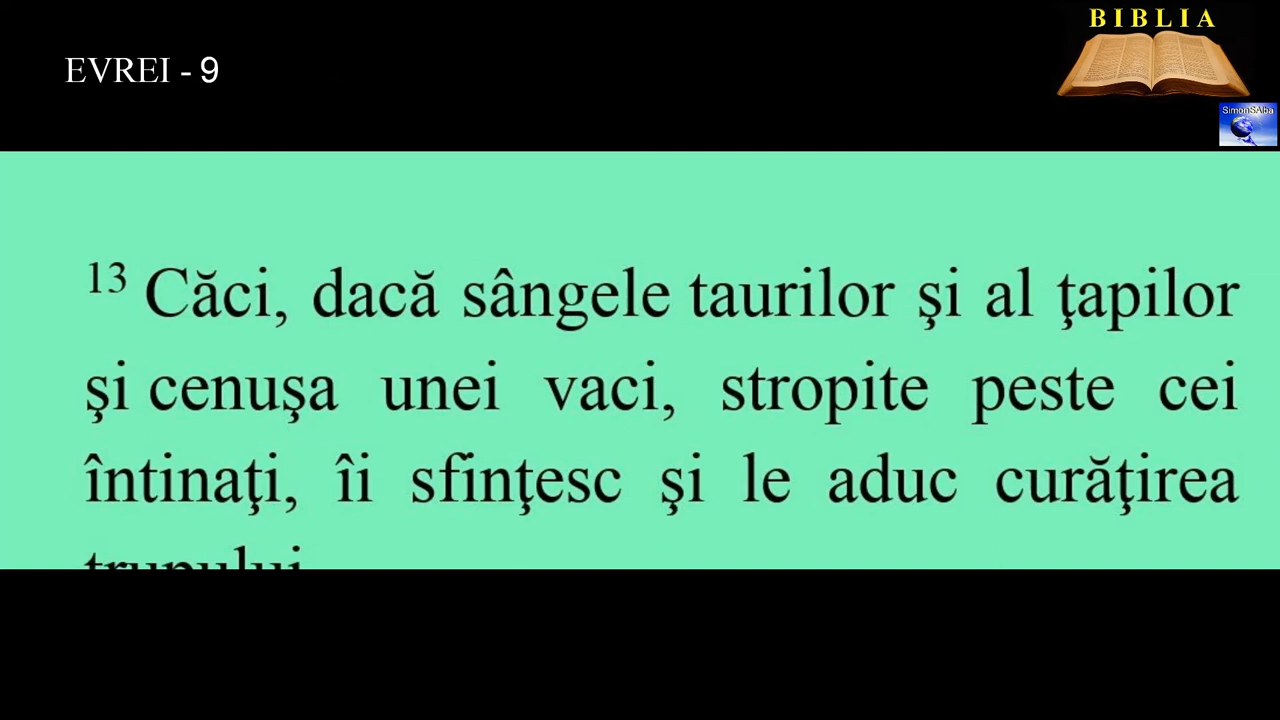 BIBLIA
EVREI - 9
SimonSAlba
13 Căci, dacă sângele taurilor şi al ţapilor
şi cenuşa unei vaci, stropite peste cei
întinaţi, îi sfinţesc şi le aduc curăţirea
trupului